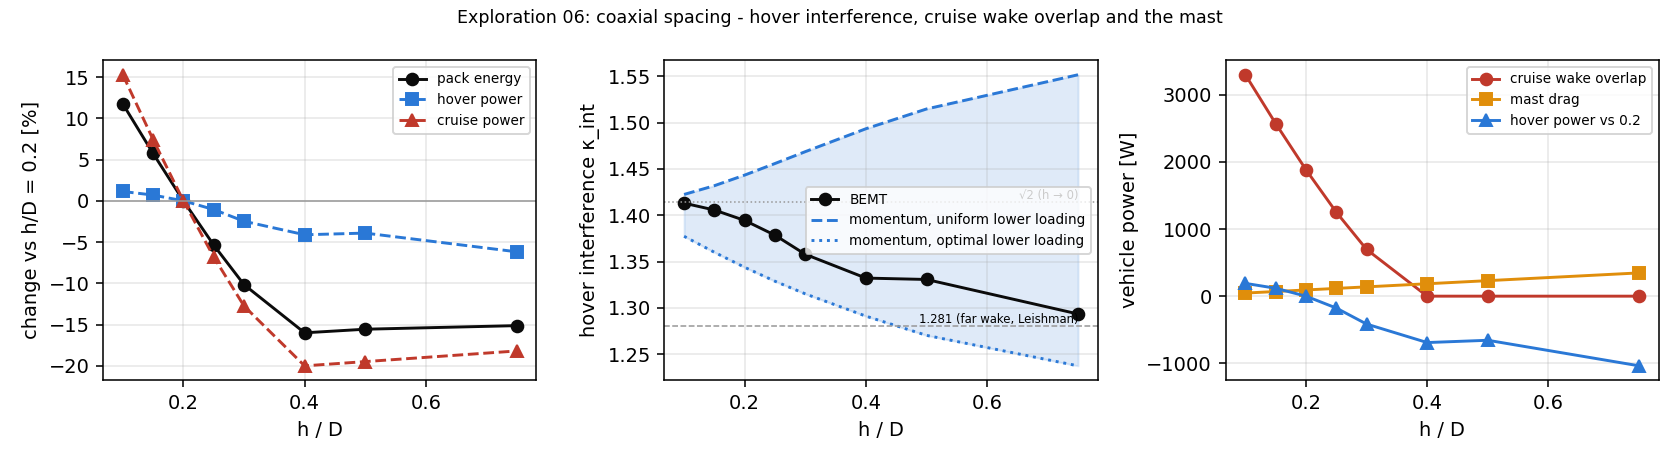 Exploration 06: coaxial spacing - hover interference, cruise wake overlap and the mast
change vs h/D = 0.2 [%]
15
10
5
0
−5
−10
−15
−20
pack energy
hover power
cruise power
0.2
0.4
0.6
h / D
hover interference κ_int
1.55
1.50
1.45
1.40
1.35
1.30
1.25
√2 (h → 0)
BEMT
momentum, uniform lower loading
momentum, optimal lower loading
1.281 (far wake, Leishman)
0.2
0.4
0.6
h / D
vehicle power [W]
3000
2000
1000
0
−1000
cruise wake overlap
mast drag
hover power vs 0.2
0.2
0.4
0.6
h / D